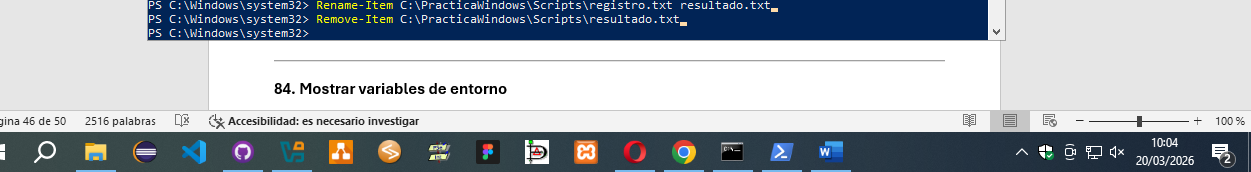 PS C:\Windows\system32> Rename-Item C:\PracticaWindows\Scripts\registro.txt resultado.txt
PS C:\Windows\system32> Remove-Item C:\PracticaWindows\Scripts\resultado.txt
PS C:\Windows\system32>
84. Mostrar variables de entorno
gina 46 de 50 2516 palabras Accesibilidad: es necesario investigar 100 %
10:04
20/03/2026
2